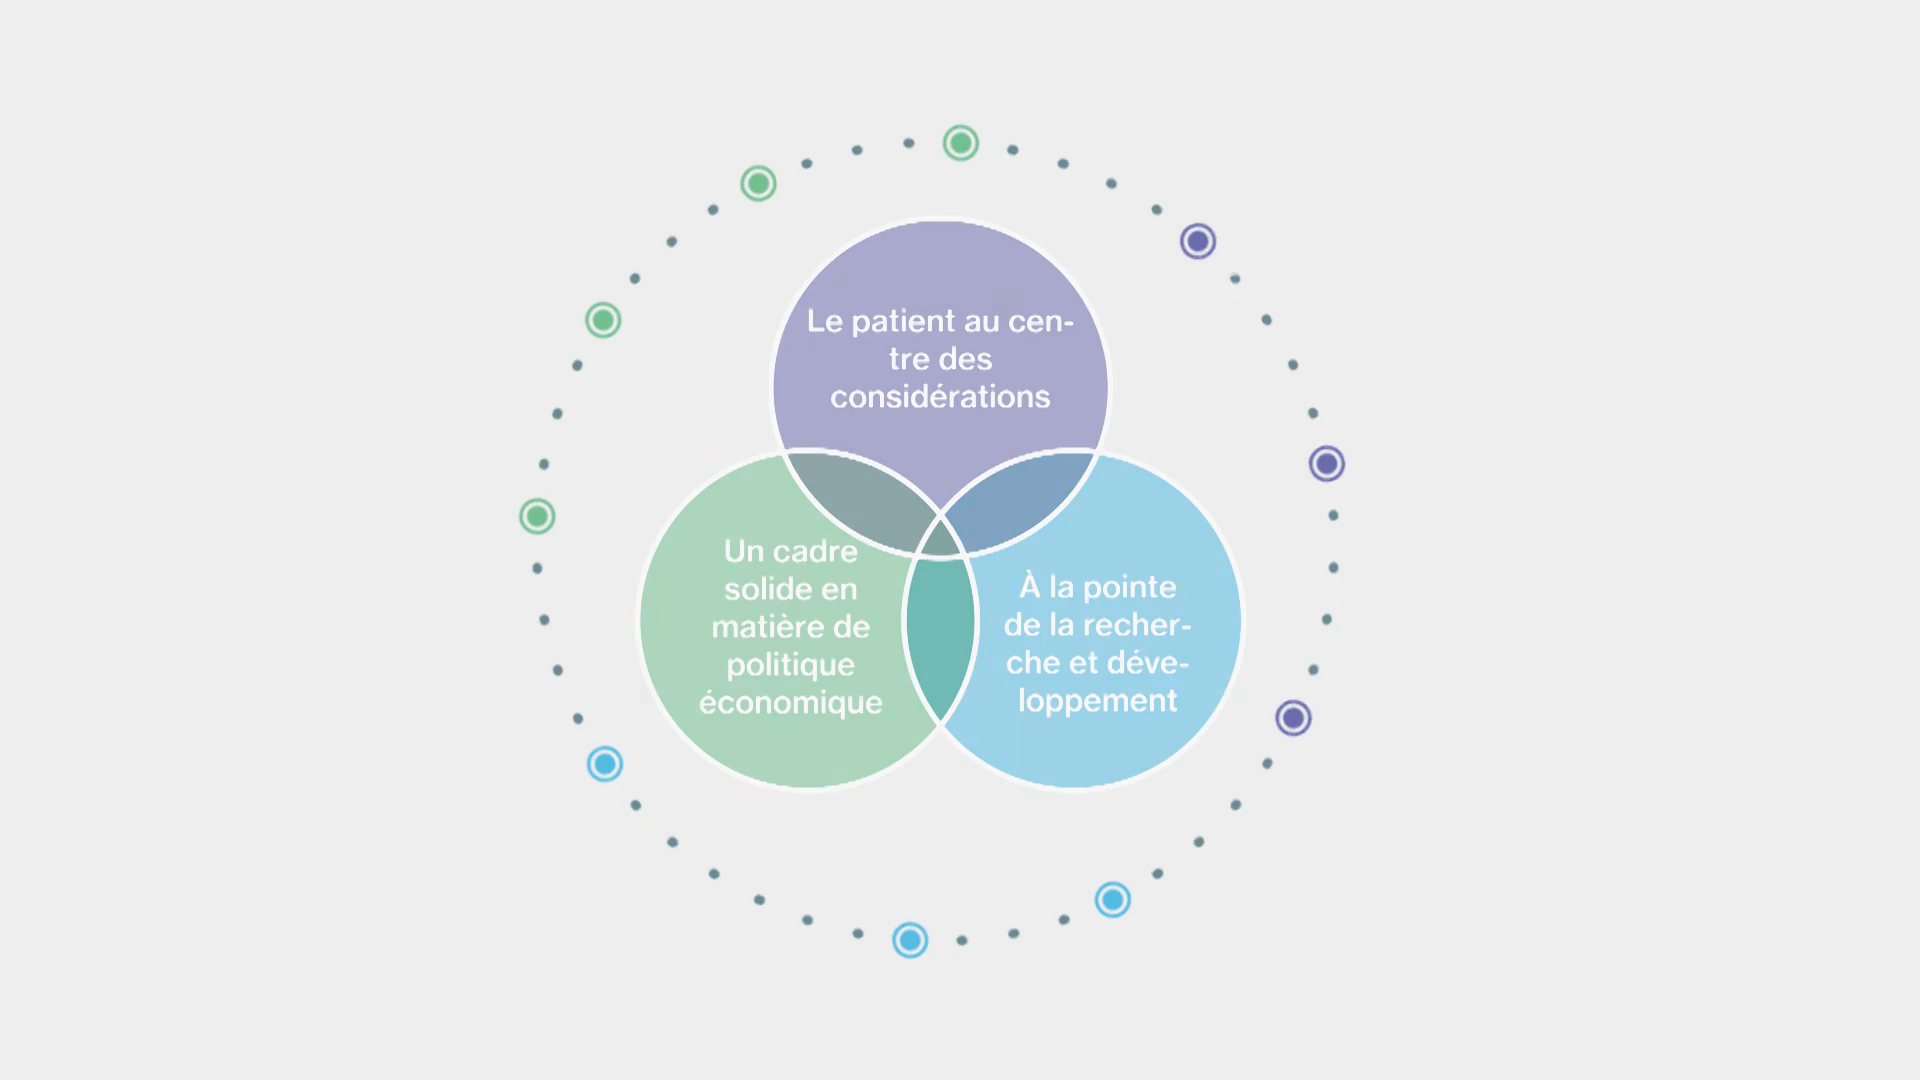 Le patient au cen-
tre des
considérations
Un cadre
solide en
matière de
politique
économique
À la pointe
de la recher-
che et déve-
loppement